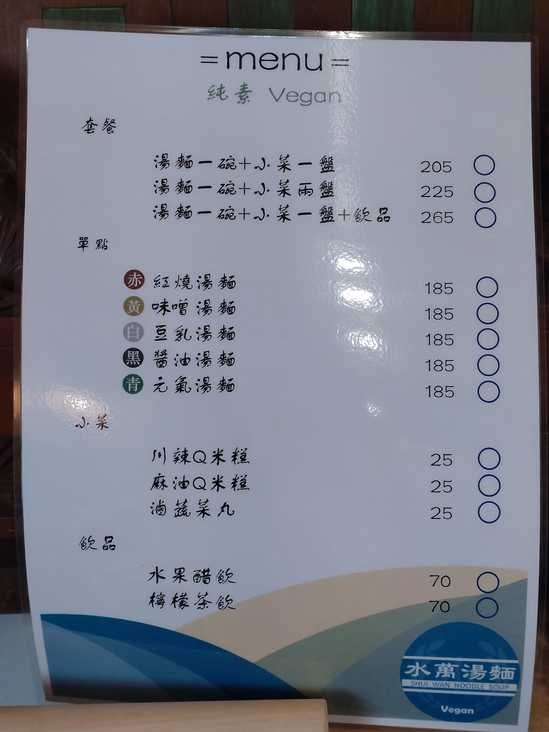 =menu=
純素 Vegan
套餐
湯麵一碗+小菜一盤 205
湯麵一碗+小菜兩盤 225
湯麵一碗+小菜一盤+飲品 265
單點
赤 紅燒湯麵 185
黃 味噌湯麵 185
白 豆乳湯麵 185
黑 醬油湯麵 185
青 元氣湯麵 185
小菜
川辣Q米糕 25
麻油Q米糕 25
滷蔬菜丸 25
飲品
水果醋飲 70
檸檬茶飲 70
水萬湯麵
SHUI WAN NOODLE SOUP
Vegan